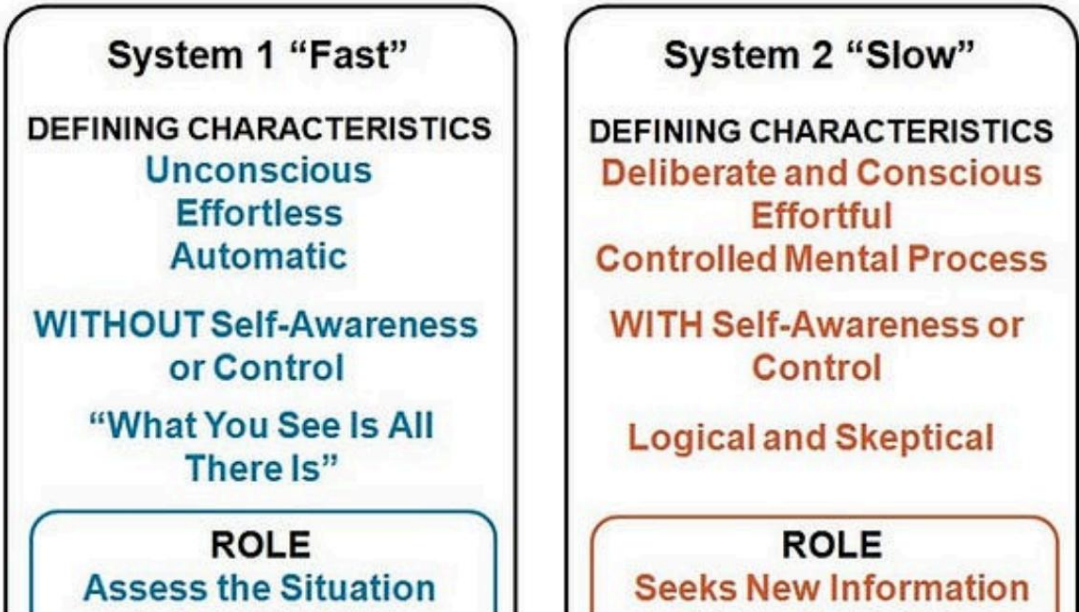 System 1 “Fast”
DEFINING CHARACTERISTICS
Unconscious
Effortless
Automatic
WITHOUT Self-Awareness
or Control
“What You See Is All
There Is”
ROLE
Assess the Situation
System 2 “Slow”
DEFINING CHARACTERISTICS
Deliberate and Conscious
Effortful
Controlled Mental Process
WITH Self-Awareness or
Control
Logical and Skeptical
ROLE
Seeks New Information